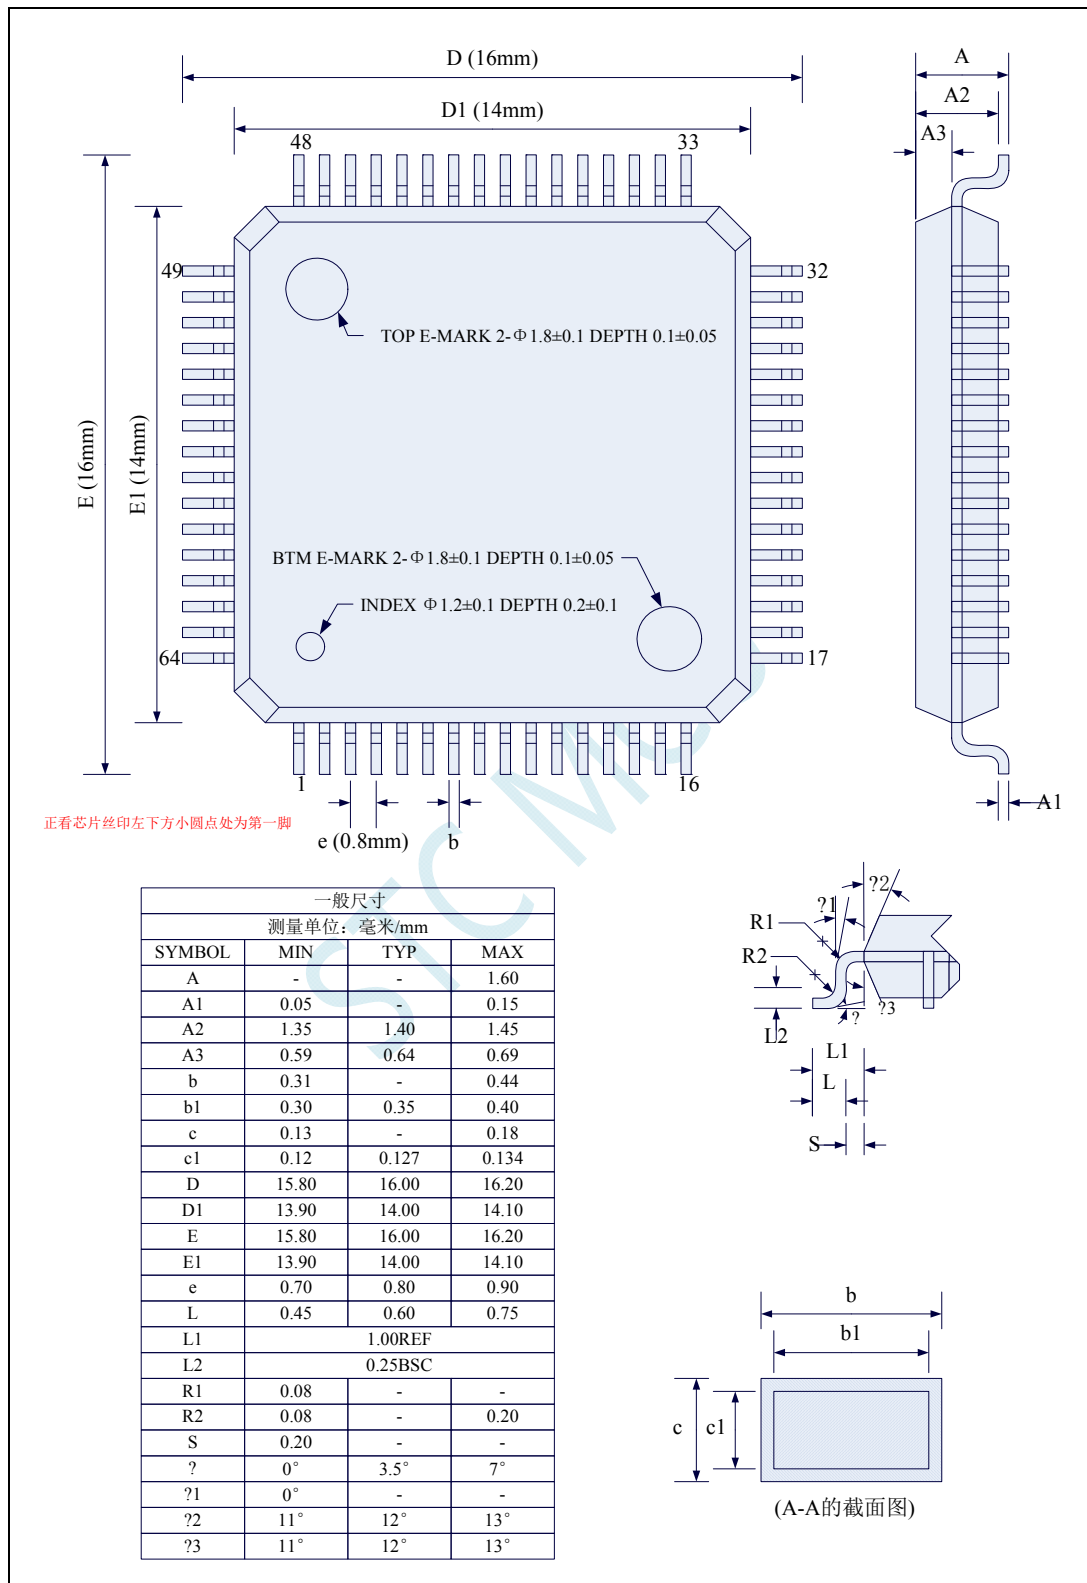 D (16mm)
D1 (14mm)
A
A2
A3
48
33
49
32
TOP E-MARK 2-Φ1.8±0.1 DEPTH 0.1±0.05
E (16mm)
E1 (14mm)
BTM E-MARK 2-Φ1.8±0.1 DEPTH 0.1±0.05
INDEX Φ1.2±0.1 DEPTH 0.2±0.1
64
17
1
16
A1
正看芯片丝印左下方小圆点处为第一脚
e (0.8mm)
b
STC MCU
一般尺寸
测量单位：毫米/mm
SYMBOL MIN TYP MAX
A - - 1.60
A1 0.05 - 0.15
A2 1.35 1.40 1.45
A3 0.59 0.64 0.69
b 0.31 - 0.44
b1 0.30 0.35 0.40
c 0.13 - 0.18
c1 0.12 0.127 0.134
D 15.80 16.00 16.20
D1 13.90 14.00 14.10
E 15.80 16.00 16.20
E1 13.90 14.00 14.10
e 0.70 0.80 0.90
L 0.45 0.60 0.75
L1 1.00REF
L2 0.25BSC
R1 0.08 - -
R2 0.08 - 0.20
S 0.20 - -
? 0° 3.5° 7°
?1 0° - -
?2 11° 12° 13°
?3 11° 12° 13°
?2
?1
R1
R2
?3
?
L2
L1
L
S
b
b1
c
c1
(A-A的截面图)